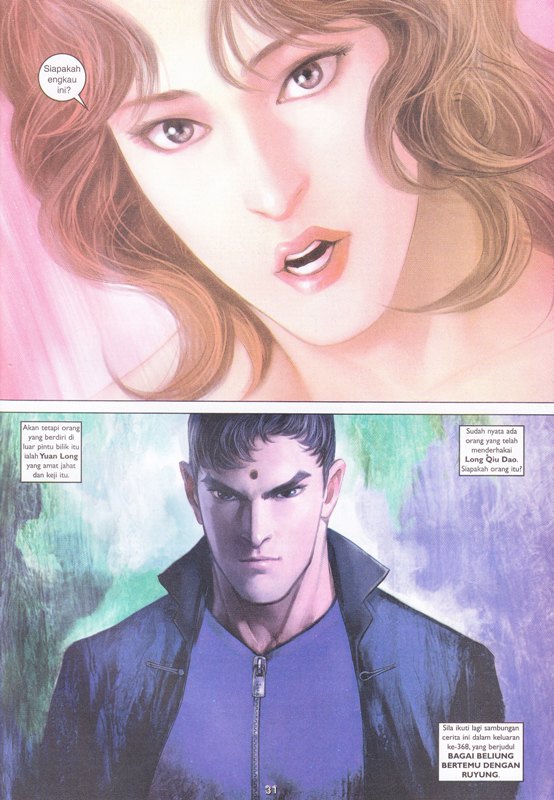 Siapakah
engkau
ini?
Akan tetapi orang
yang berdiri di
luar pintu bilik itu
ialah Yuan Long
yang amat jahat
dan keji itu.
Sudah nyata ada
orang yang telah
menderhakai
Long Qiu Dao.
Siapakah orang itu?
Sila ikuti lagi sambungan
cerita ini dalam keluaran
ke-368, yang berjudul
BAGAI BELIUNG
BERTEMU DENGAN
RUYUNG.
31